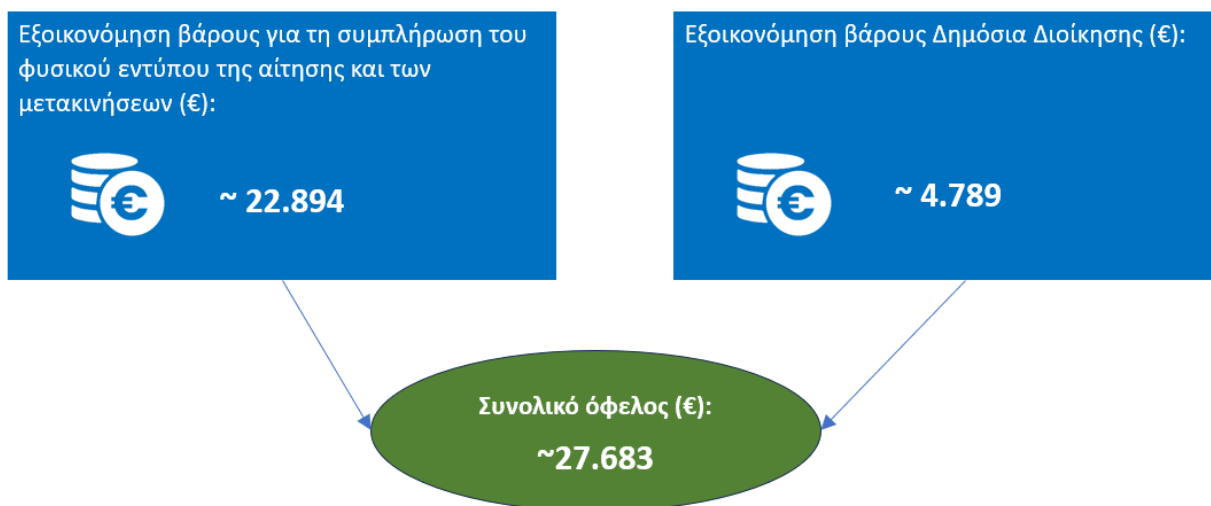 Εξοικονόμηση βάρους για τη συμπλήρωση του
φυσικού εντύπου της αίτησης και των
μετακινήσεων (€):
~ 22.894
Εξοικονόμηση βάρους Δημόσια Διοίκησης (€):
~ 4.789
Συνολικό όφελος (€):
~27.683